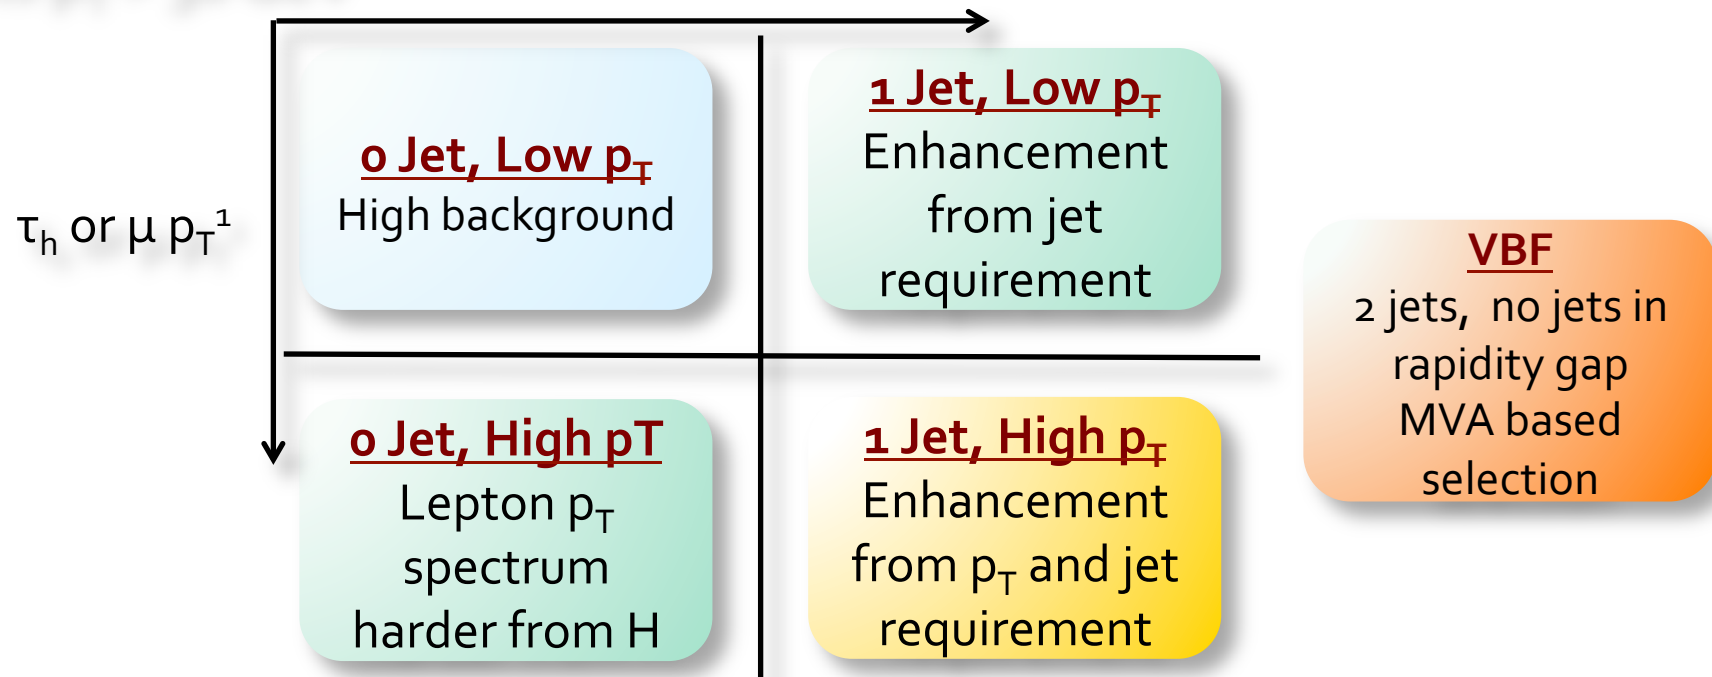 0 Jet, Low pT
High background
1 Jet, Low pT
Enhancement
from jet
requirement
τh or μ pT¹
VBF
2 jets, no jets in
rapidity gap
MVA based
selection
0 Jet, High pT
Lepton pT
spectrum
harder from H
1 Jet, High pT
Enhancement
from pT and jet
requirement